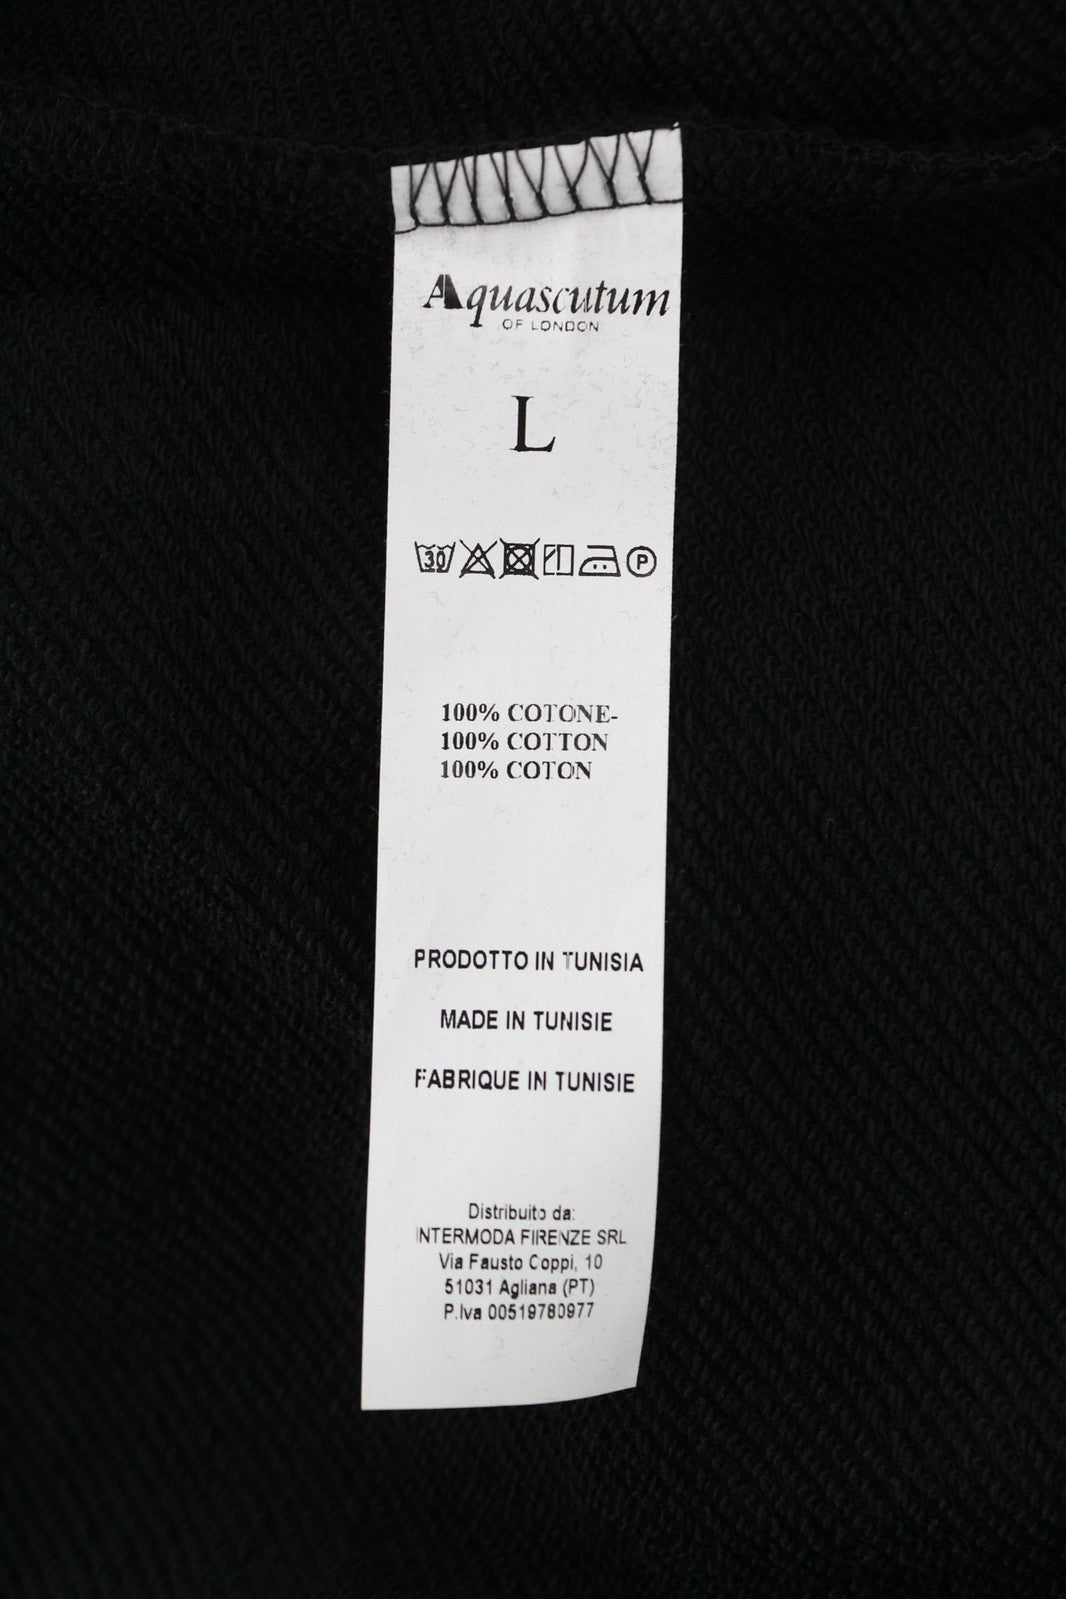 Aquascutum
OF LONDON
L
30 P
100% COTONE-
100% COTTON
100% COTON
PRODOTTO IN TUNISIA
MADE IN TUNISIE
FABRIQUE IN TUNISIE
Distribuito da:
INTERMODA FIRENZE SRL
Via Fausto Coppi, 10
51031 Agliana (PT)
P.Iva 00519780977